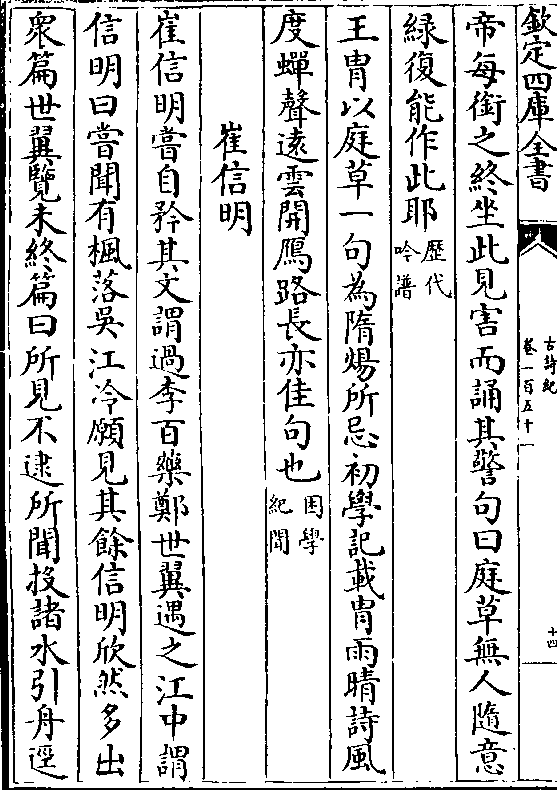 欽定四庫全書
古詩紀
卷一百五十一
十四
帝每銜之終坐此見害而誦其警句曰庭草無人隨意
緑復能作此耶歴代吟譜
王胄以庭草一句為隋煬所忌初學記載胄雨晴詩風
度蟬聲逺雲開鴈路長亦佳句也困學紀聞
崔信明
崔信明嘗自矜其文謂過李百藥鄭世翼遇之江中謂
信明曰嘗聞有楓落吳江冷願見其餘信明欣然多出
衆篇世翼覽未終篇曰所見不逮所聞投諸水引舟逕